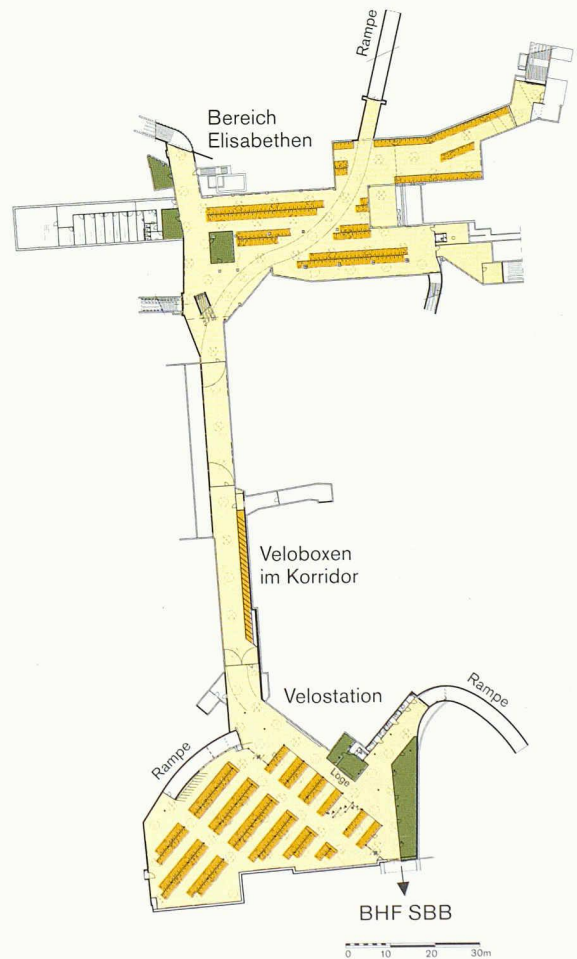 Rampe
Bereich
Elisabethen
Veloboxen
im Korridor
Velostation
Rampe
Rampe
Loge
BHF SBB
0 10 20 30m